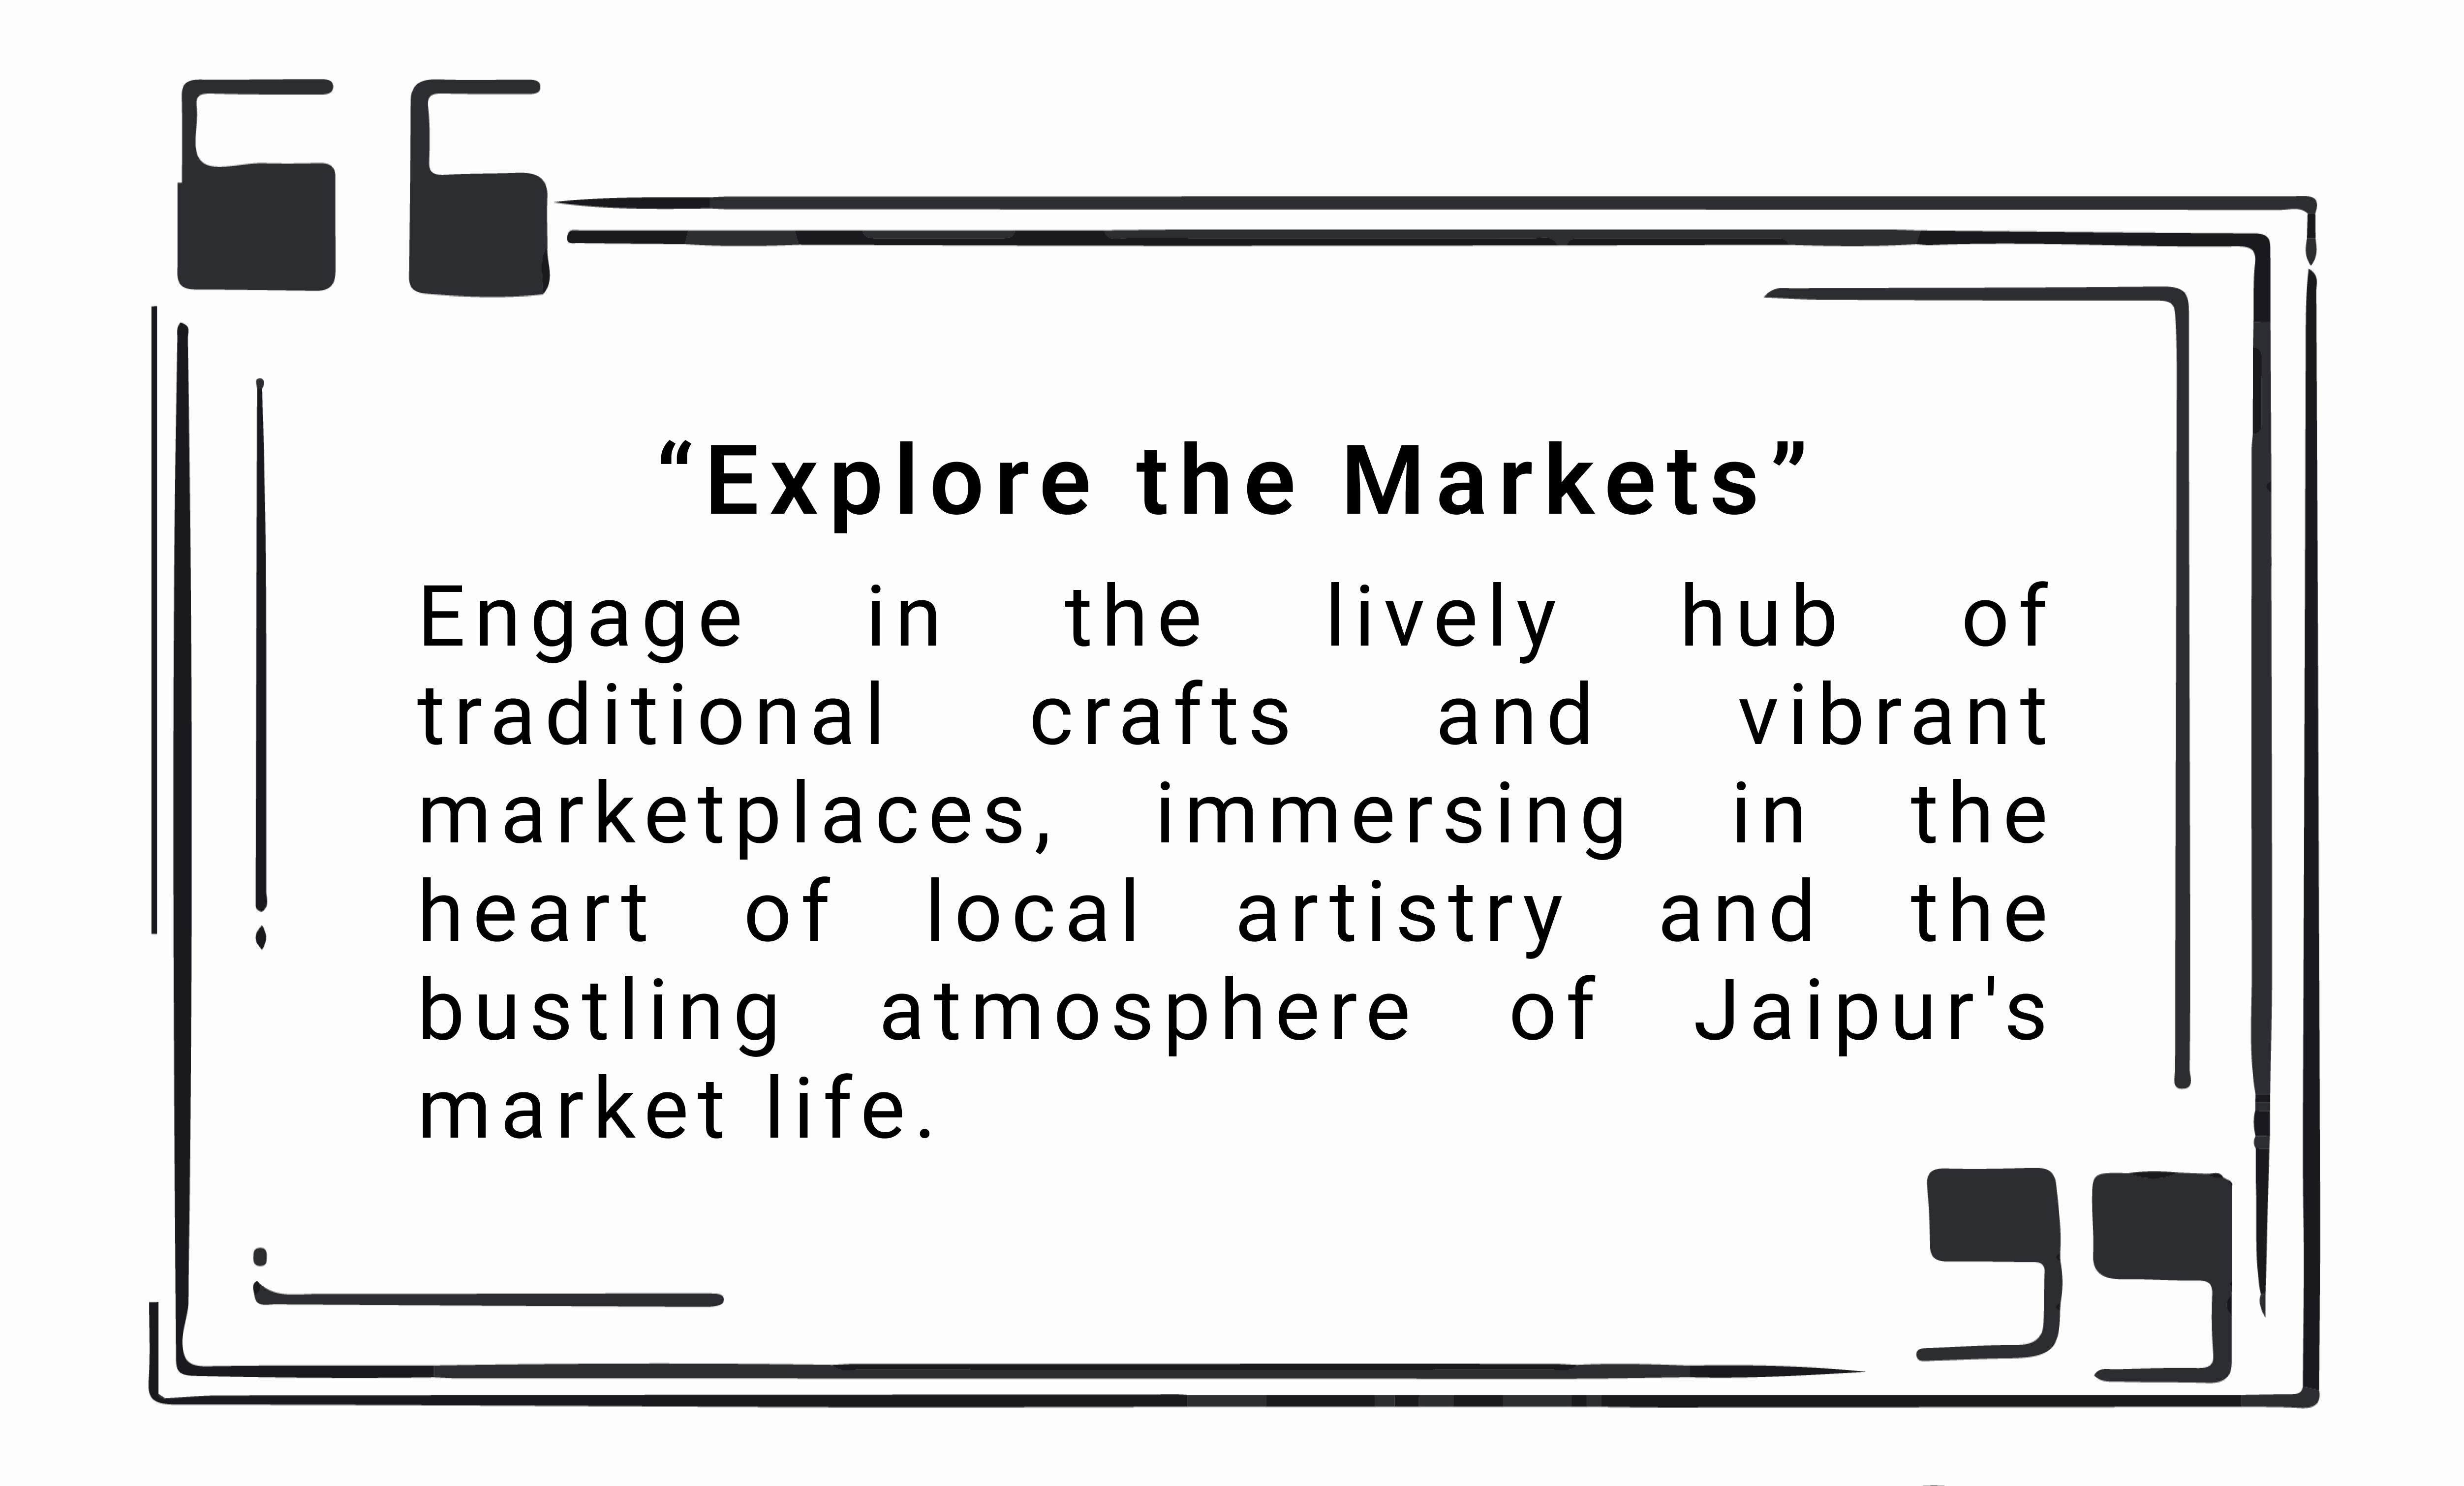 “Explore the Markets”
Engage in the lively hub of
traditional crafts and vibrant
marketplaces, immersing in the
heart of local artistry and the
bustling atmosphere of Jaipur's
market life.